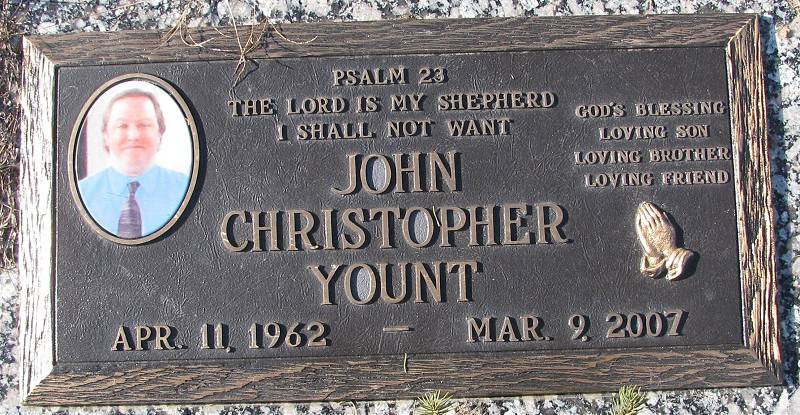 PSALM 23
THE LORD IS MY SHEPHERD
I SHALL NOT WANT
GOD'S BLESSING
LOVING SON
LOVING BROTHER
LOVING FRIEND
JOHN
CHRISTOPHER
YOUNT
APR. 11, 1962 — MAR. 9, 2007